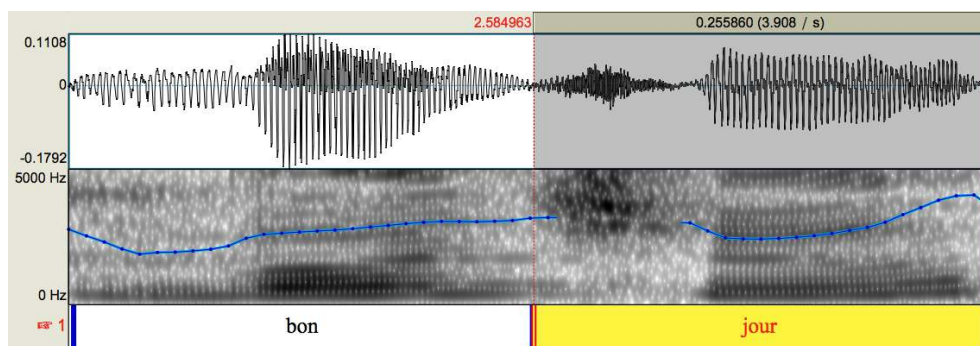 2.584963 0.255860 (3.908 / s)
0.1108
0
-0.1792
5000 Hz
0 Hz
☞ 1 bon jour